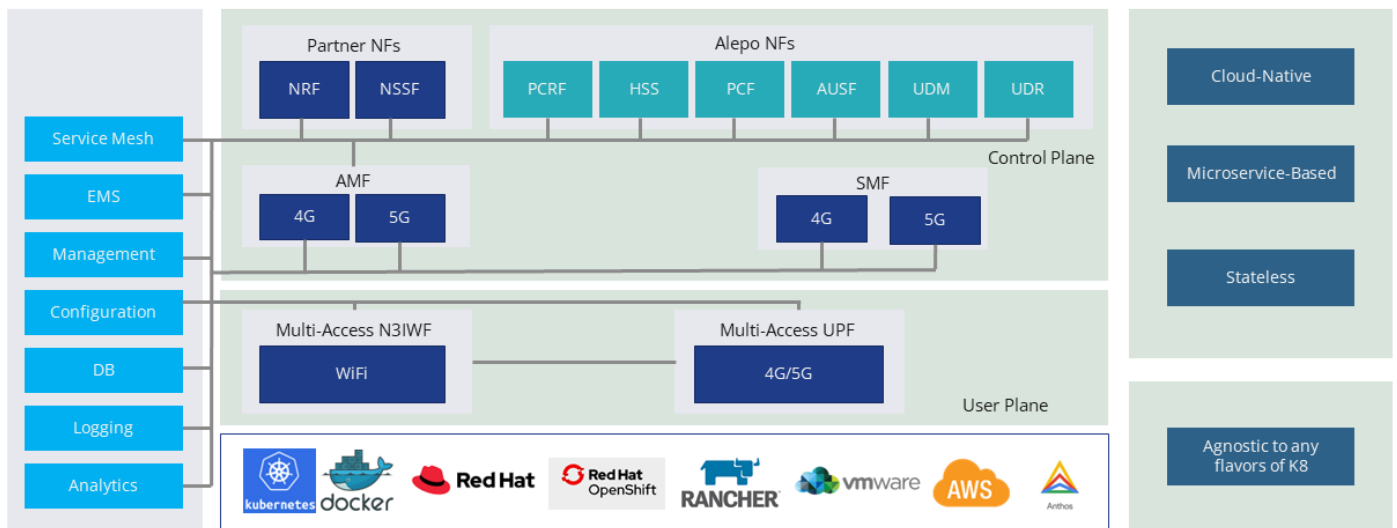 Service Mesh
EMS
Management
Configuration
DB
Logging
Analytics
Partner NFs
NRF
NSSF
Alepo NFs
PCRF
HSS
PCF
AUSF
UDM
UDR
Control Plane
AMF
4G
5G
SMF
4G
5G
Multi-Access N3IWF
WiFi
Multi-Access UPF
4G/5G
User Plane
kubernetes
docker
Red Hat
Red Hat
OpenShift
RANCHER
vmware
AWS
Anthos
Cloud-Native
Microservice-Based
Stateless
Agnostic to any
flavors of K8